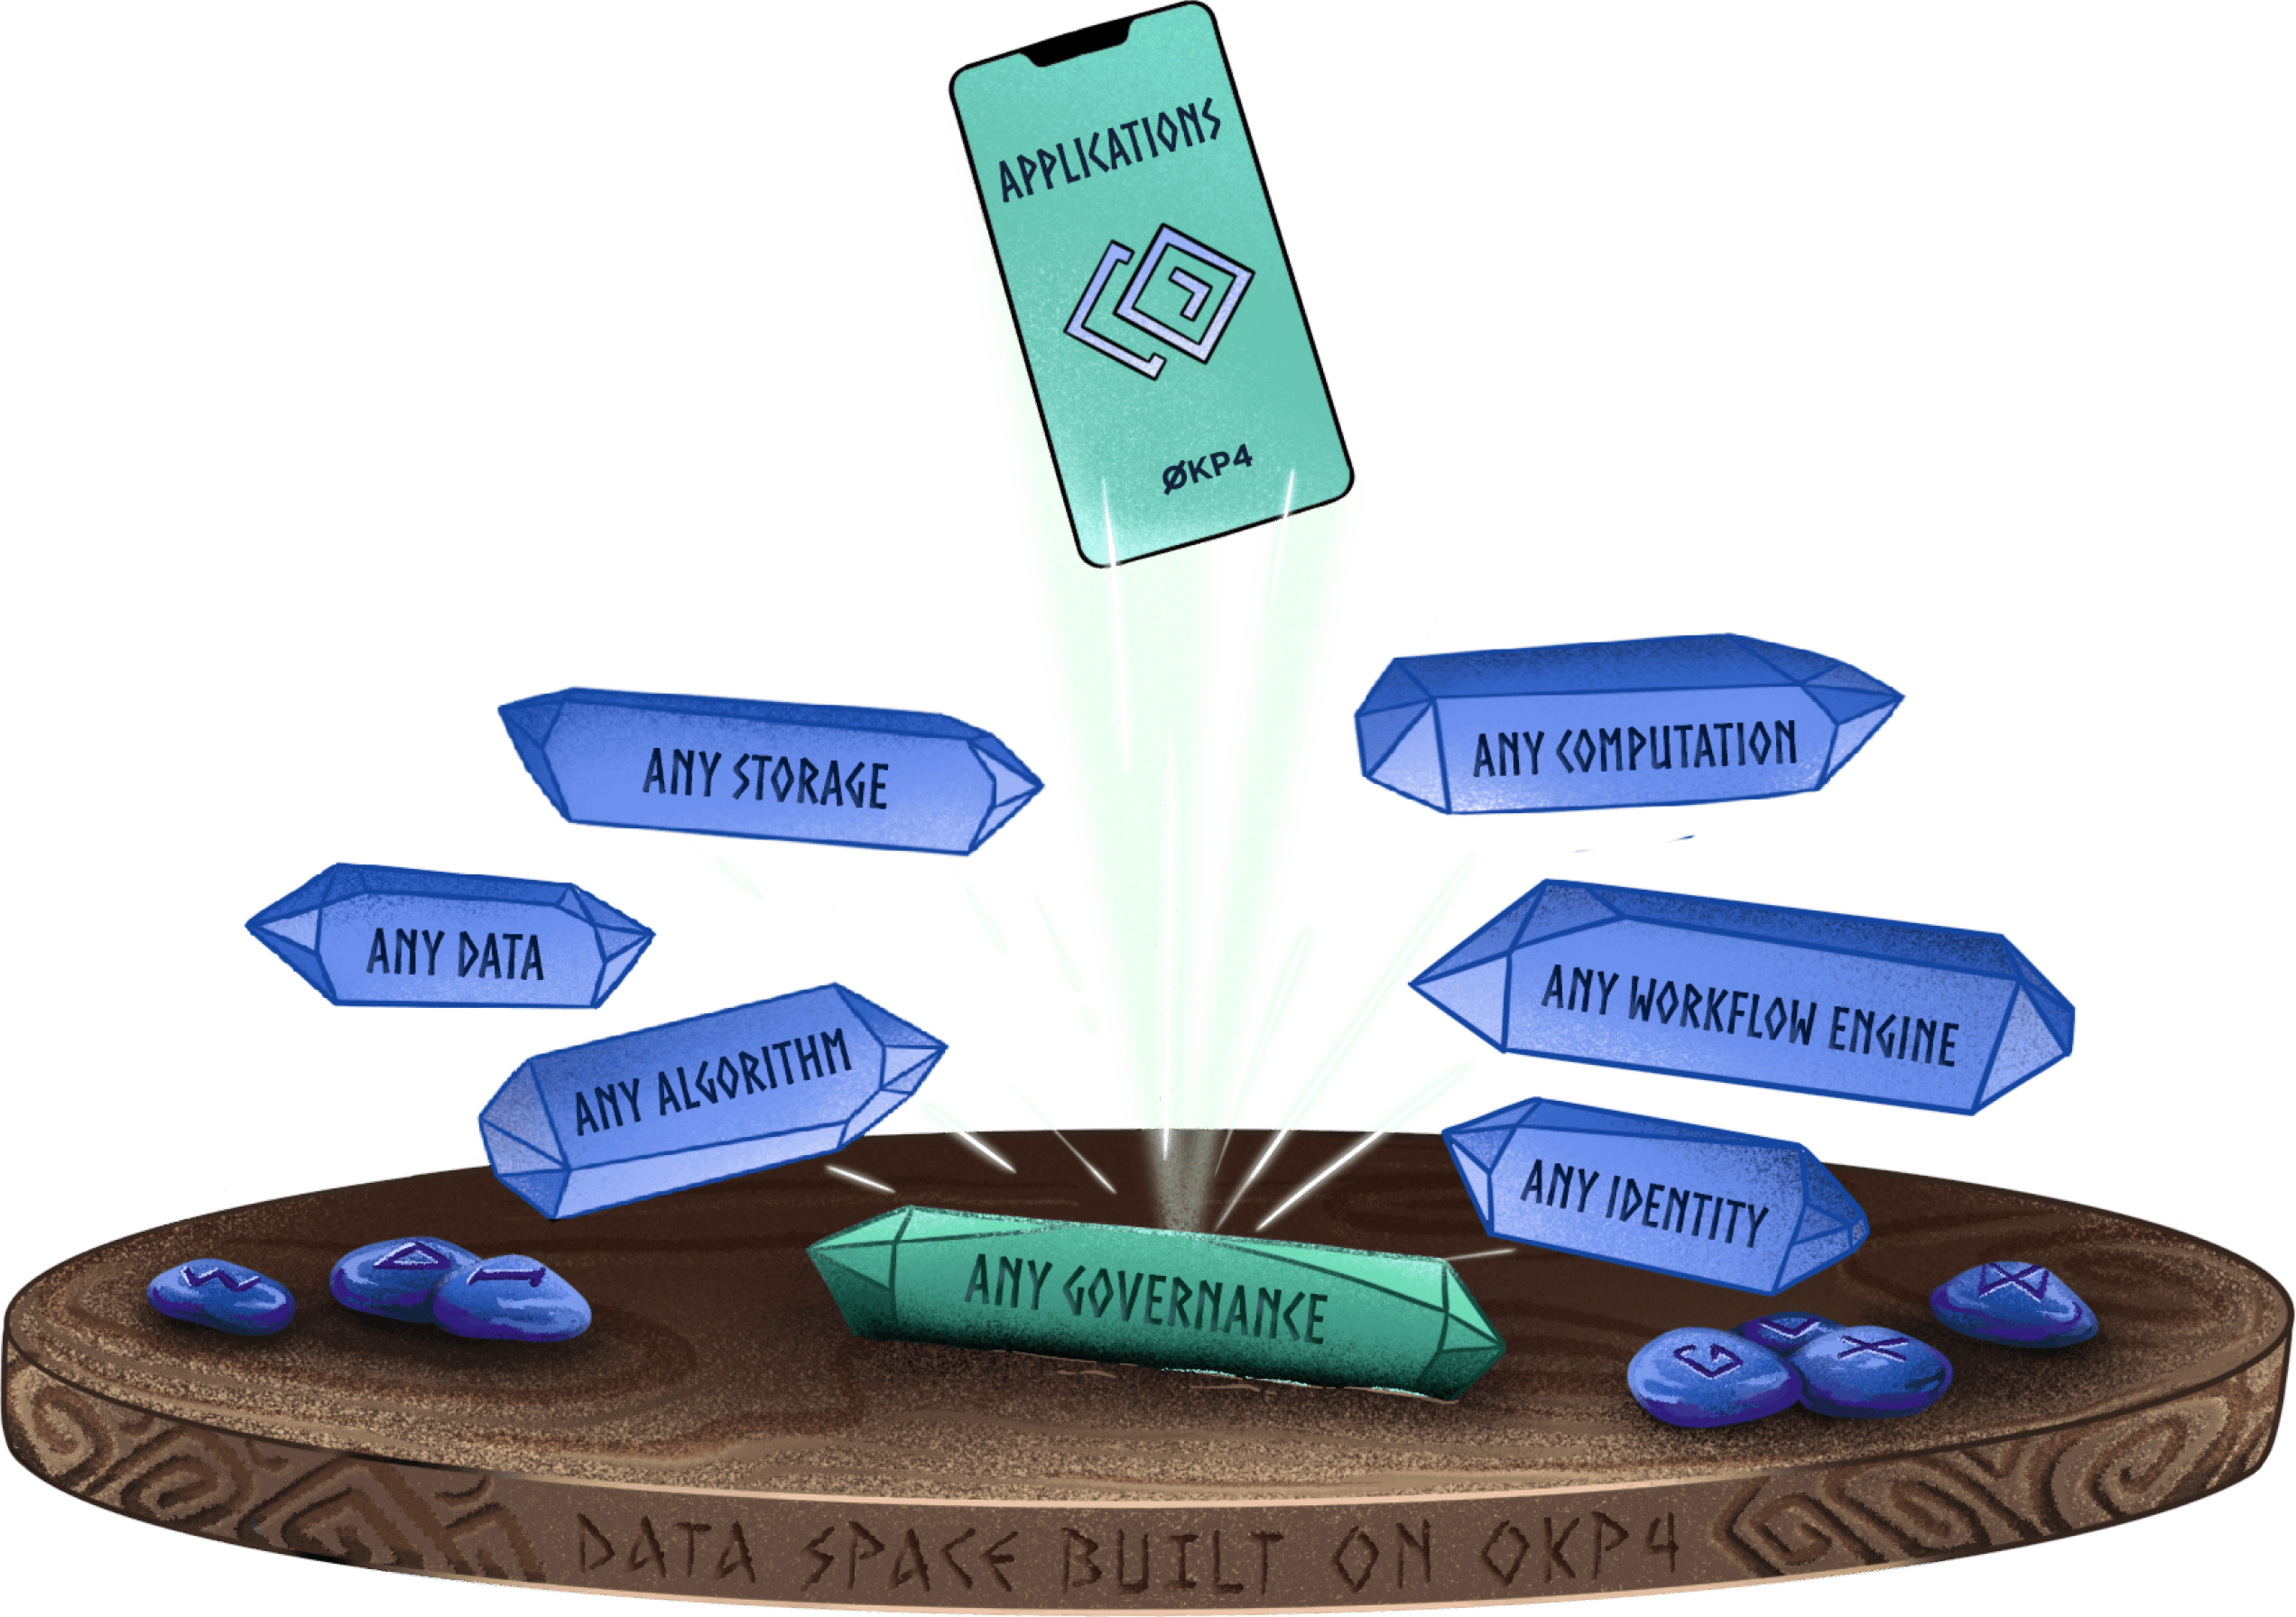 APPLICATIONS
ØKP4
ANY STORAGE
ANY COMPUTATION
ANY DATA
ANY WORKFLOW ENGINE
ANY ALGORITHM
ANY IDENTITY
ANY GOVERNANCE
DATA SPACE BUILT ON OKP4